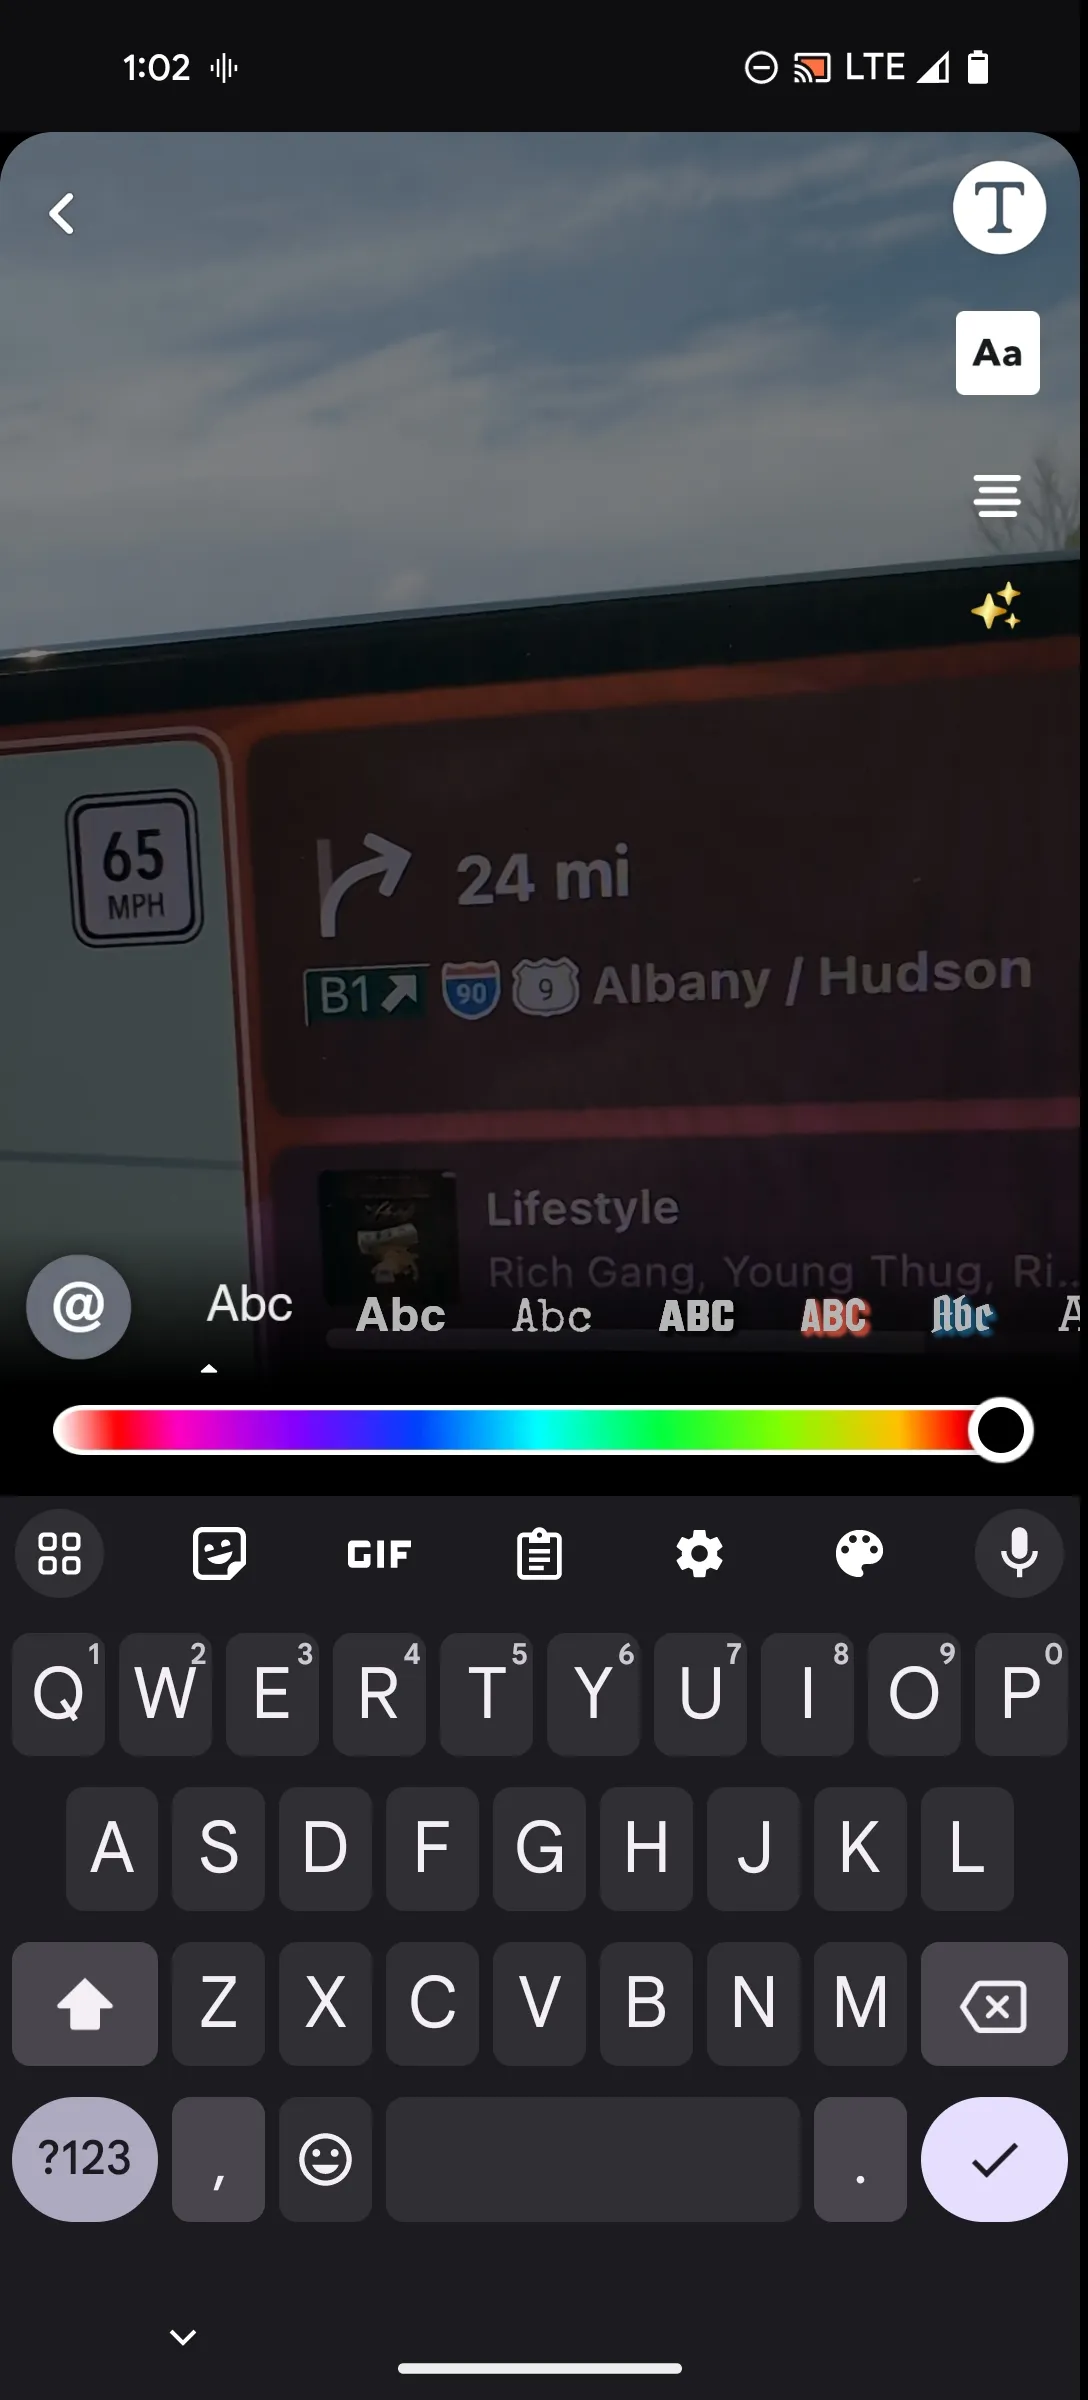 1:02 LTE
T
Aa
65
MPH
24 mi
B1 90 9 Albany / Hudson
Lifestyle
Rich Gang, Young Thug, Ri...
@ Abc Abc Abc ABC ABC Abc A
GIF
Q1 W2 E3 R4 T5 Y6 U7 I8 O9 P0
A S D F G H J K L
Z X C V B N M
?123 , .